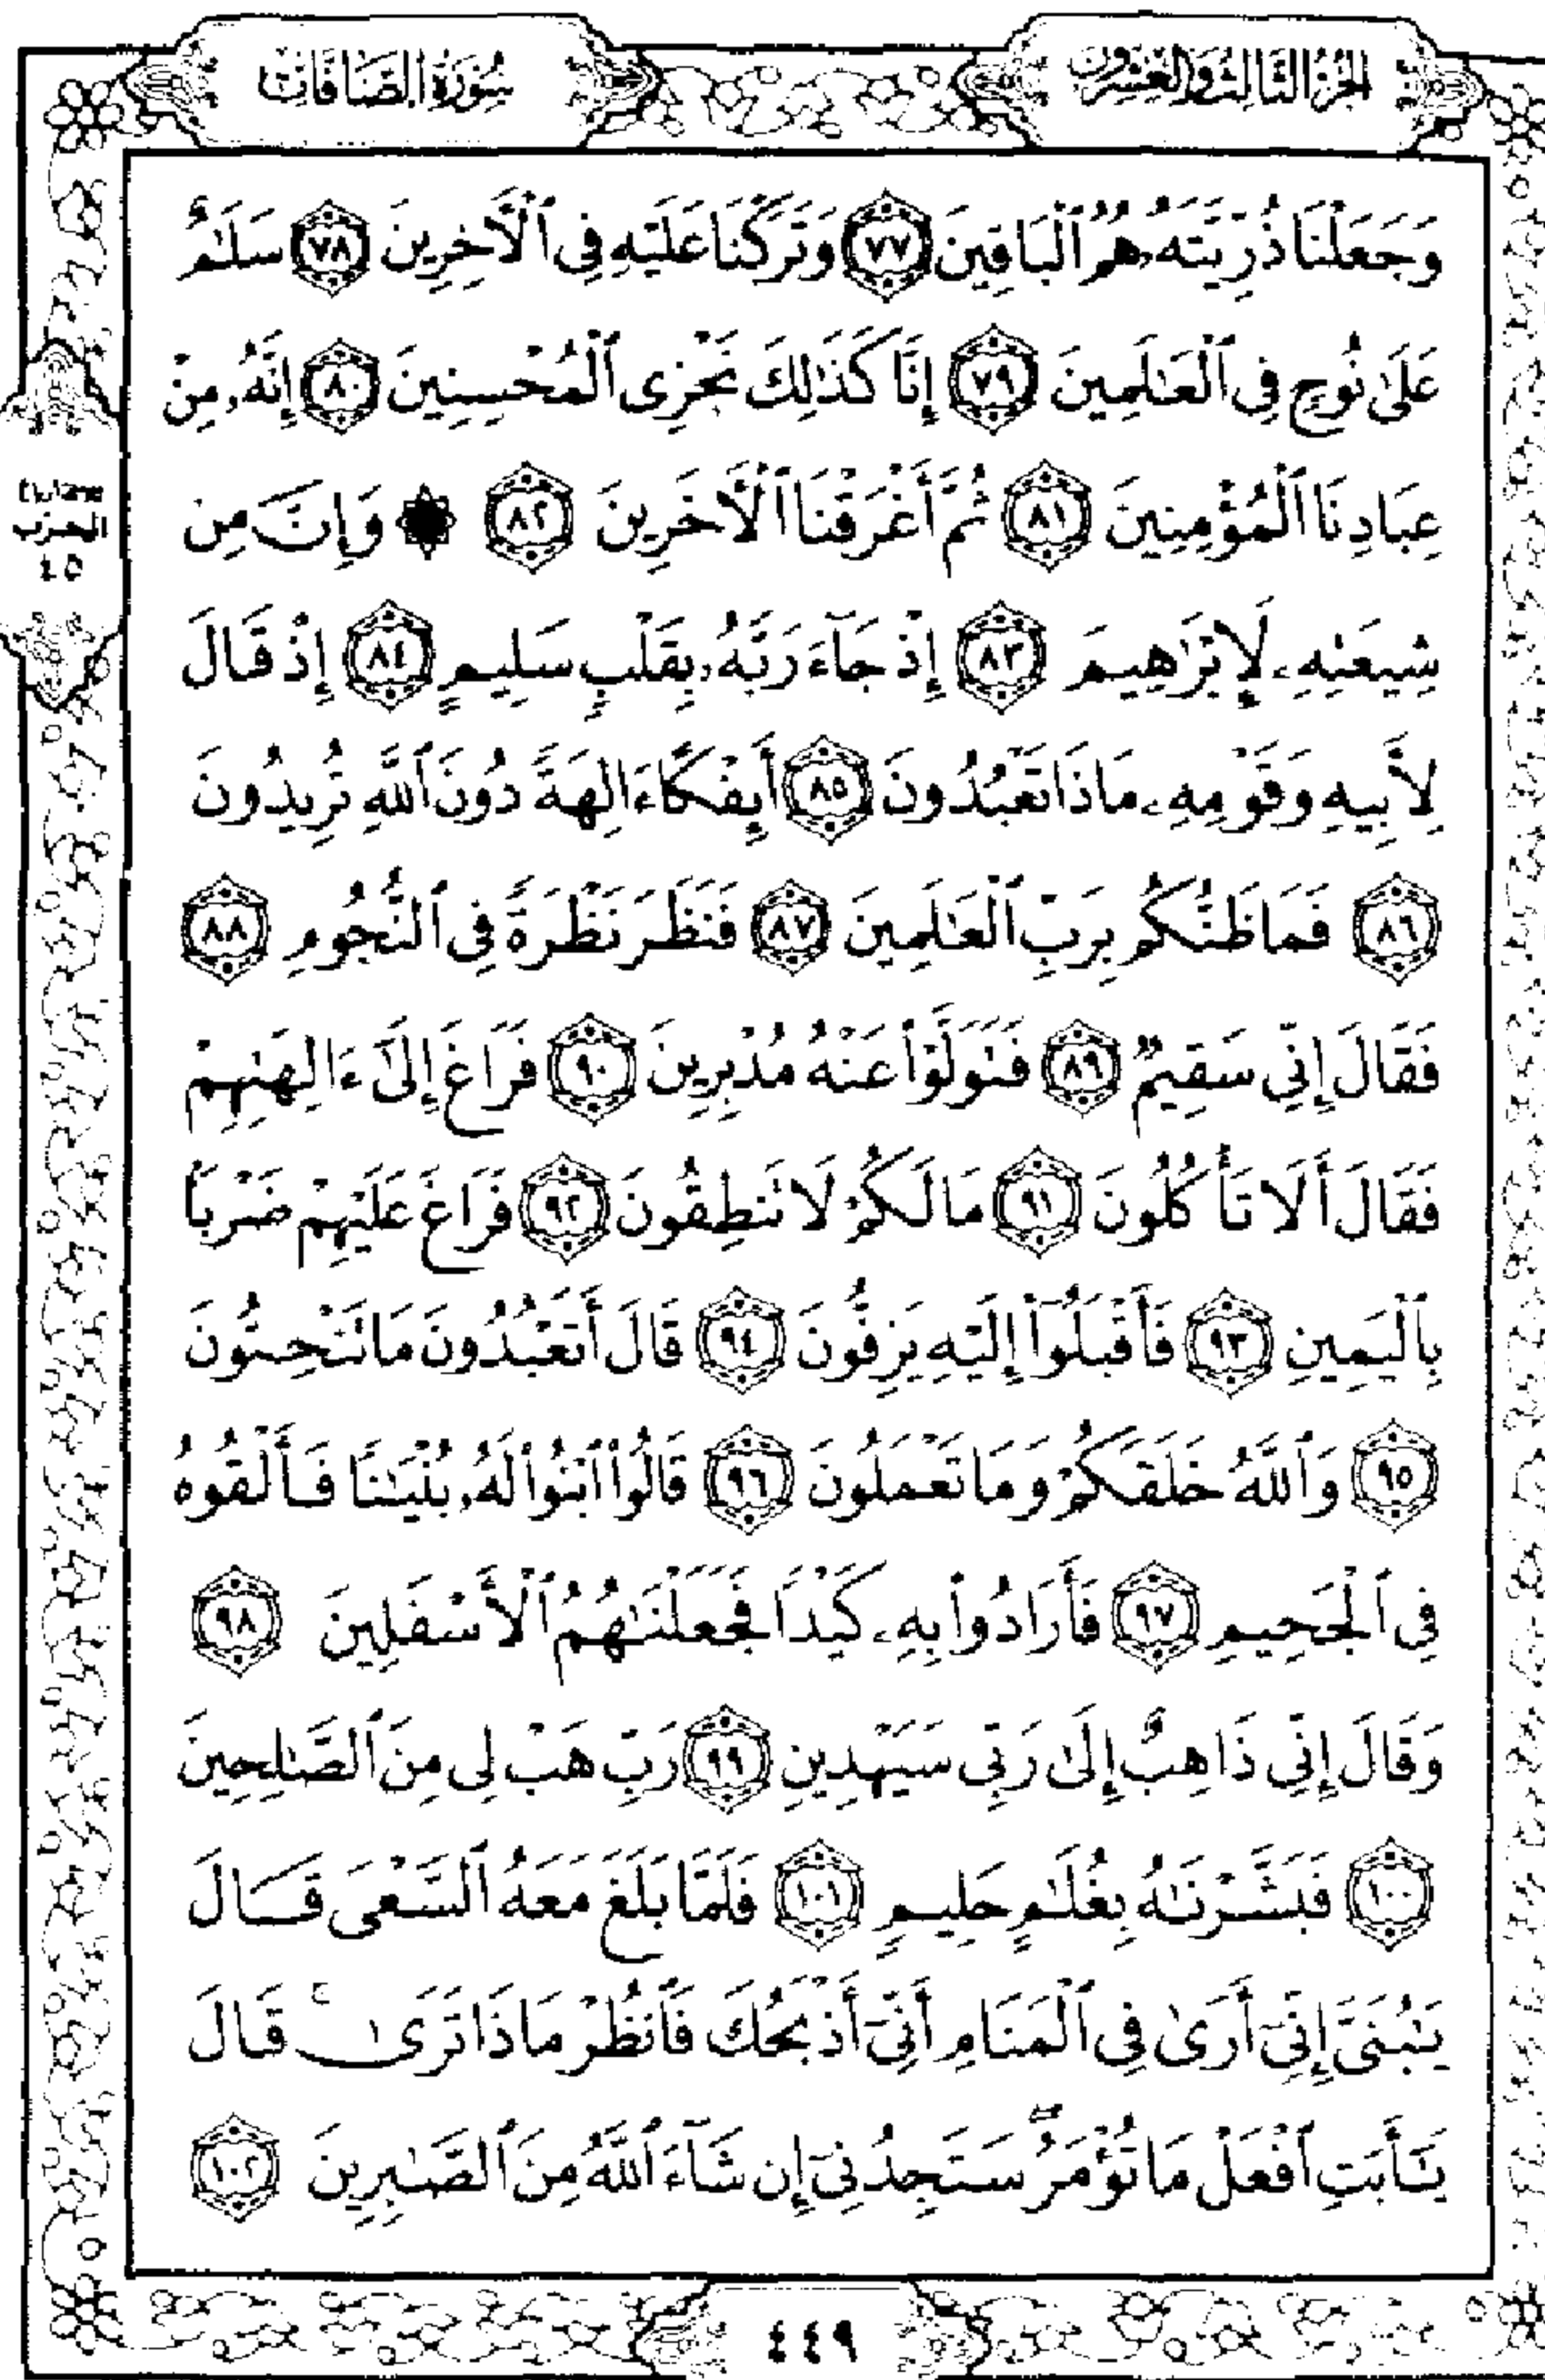 الجزء الثالث والعشرون
سورة الصافات
وَجَعَلْنَا ذُرِّيَّتَهُۥ هُمُ ٱلْبَاقِينَ ٧٧ وَتَرَكْنَا عَلَيْهِ فِى ٱلْأَخِرِينَ ٧٨ سَلَٰمٌ
عَلَىٰ نُوحٍ فِى ٱلْعَٰلَمِينَ ٧٩ إِنَّا كَذَٰلِكَ نَجْزِى ٱلْمُحْسِنِينَ ٨٠ إِنَّهُۥ مِنْ
عِبَادِنَا ٱلْمُؤْمِنِينَ ٨١ ثُمَّ أَغْرَقْنَا ٱلْأَخَرِينَ ٨٢ ۞ وَإِنَّ مِن
الحزب
٤٥
شِيعَتِهِۦ لَإِبْرَٰهِيمَ ٨٣ إِذْ جَآءَ رَبَّهُۥ بِقَلْبٍ سَلِيمٍ ٨٤ إِذْ قَالَ
لِأَبِيهِ وَقَوْمِهِۦ مَاذَا تَعْبُدُونَ ٨٥ أَئِفْكًا ءَالِهَةً دُونَ ٱللَّهِ تُرِيدُونَ
٨٦ فَمَا ظَنُّكُم بِرَبِّ ٱلْعَٰلَمِينَ ٨٧ فَنَظَرَ نَظْرَةً فِى ٱلنُّجُومِ ٨٨
فَقَالَ إِنِّى سَقِيمٌ ٨٩ فَتَوَلَّوْا۟ عَنْهُ مُدْبِرِينَ ٩٠ فَرَاغَ إِلَىٰٓ ءَالِهَتِهِمْ
فَقَالَ أَلَا تَأْكُلُونَ ٩١ مَا لَكُمْ لَا تَنطِقُونَ ٩٢ فَرَاغَ عَلَيْهِمْ ضَرْبًۢا
بِٱلْيَمِينِ ٩٣ فَأَقْبَلُوٓا۟ إِلَيْهِ يَزِفُّونَ ٩٤ قَالَ أَتَعْبُدُونَ مَا تَنْحِتُونَ
٩٥ وَٱللَّهُ خَلَقَكُمْ وَمَا تَعْمَلُونَ ٩٦ قَالُوا۟ ٱبْنُوا۟ لَهُۥ بُنْيَٰنًا فَأَلْقُوهُ
فِى ٱلْجَحِيمِ ٩٧ فَأَرَادُوا۟ بِهِۦ كَيْدًا فَجَعَلْنَٰهُمُ ٱلْأَسْفَلِينَ ٩٨
وَقَالَ إِنِّى ذَاهِبٌ إِلَىٰ رَبِّى سَيَهْدِينِ ٩٩ رَبِّ هَبْ لِى مِنَ ٱلصَّٰلِحِينَ
١٠٠ فَبَشَّرْنَٰهُ بِغُلَٰمٍ حَلِيمٍ ١٠١ فَلَمَّا بَلَغَ مَعَهُ ٱلسَّعْىَ قَالَ
يَٰبُنَىَّ إِنِّىٓ أَرَىٰ فِى ٱلْمَنَامِ أَنِّىٓ أَذْبَحُكَ فَٱنظُرْ مَاذَا تَرَىٰ ۚ قَالَ
يَٰٓأَبَتِ ٱفْعَلْ مَا تُؤْمَرُ ۖ سَتَجِدُنِىٓ إِن شَآءَ ٱللَّهُ مِنَ ٱلصَّٰبِرِينَ ١٠٢
٤٤٩